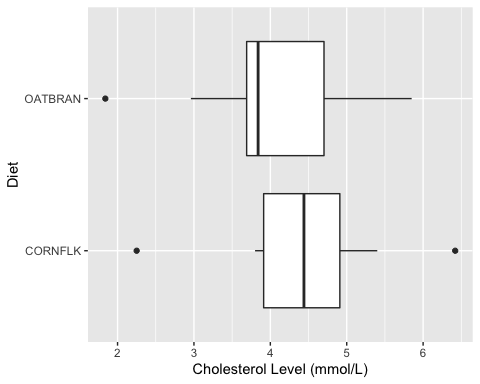 OATBRAN
CORNFLK
Diet
2 3 4 5 6
Cholesterol Level (mmol/L)